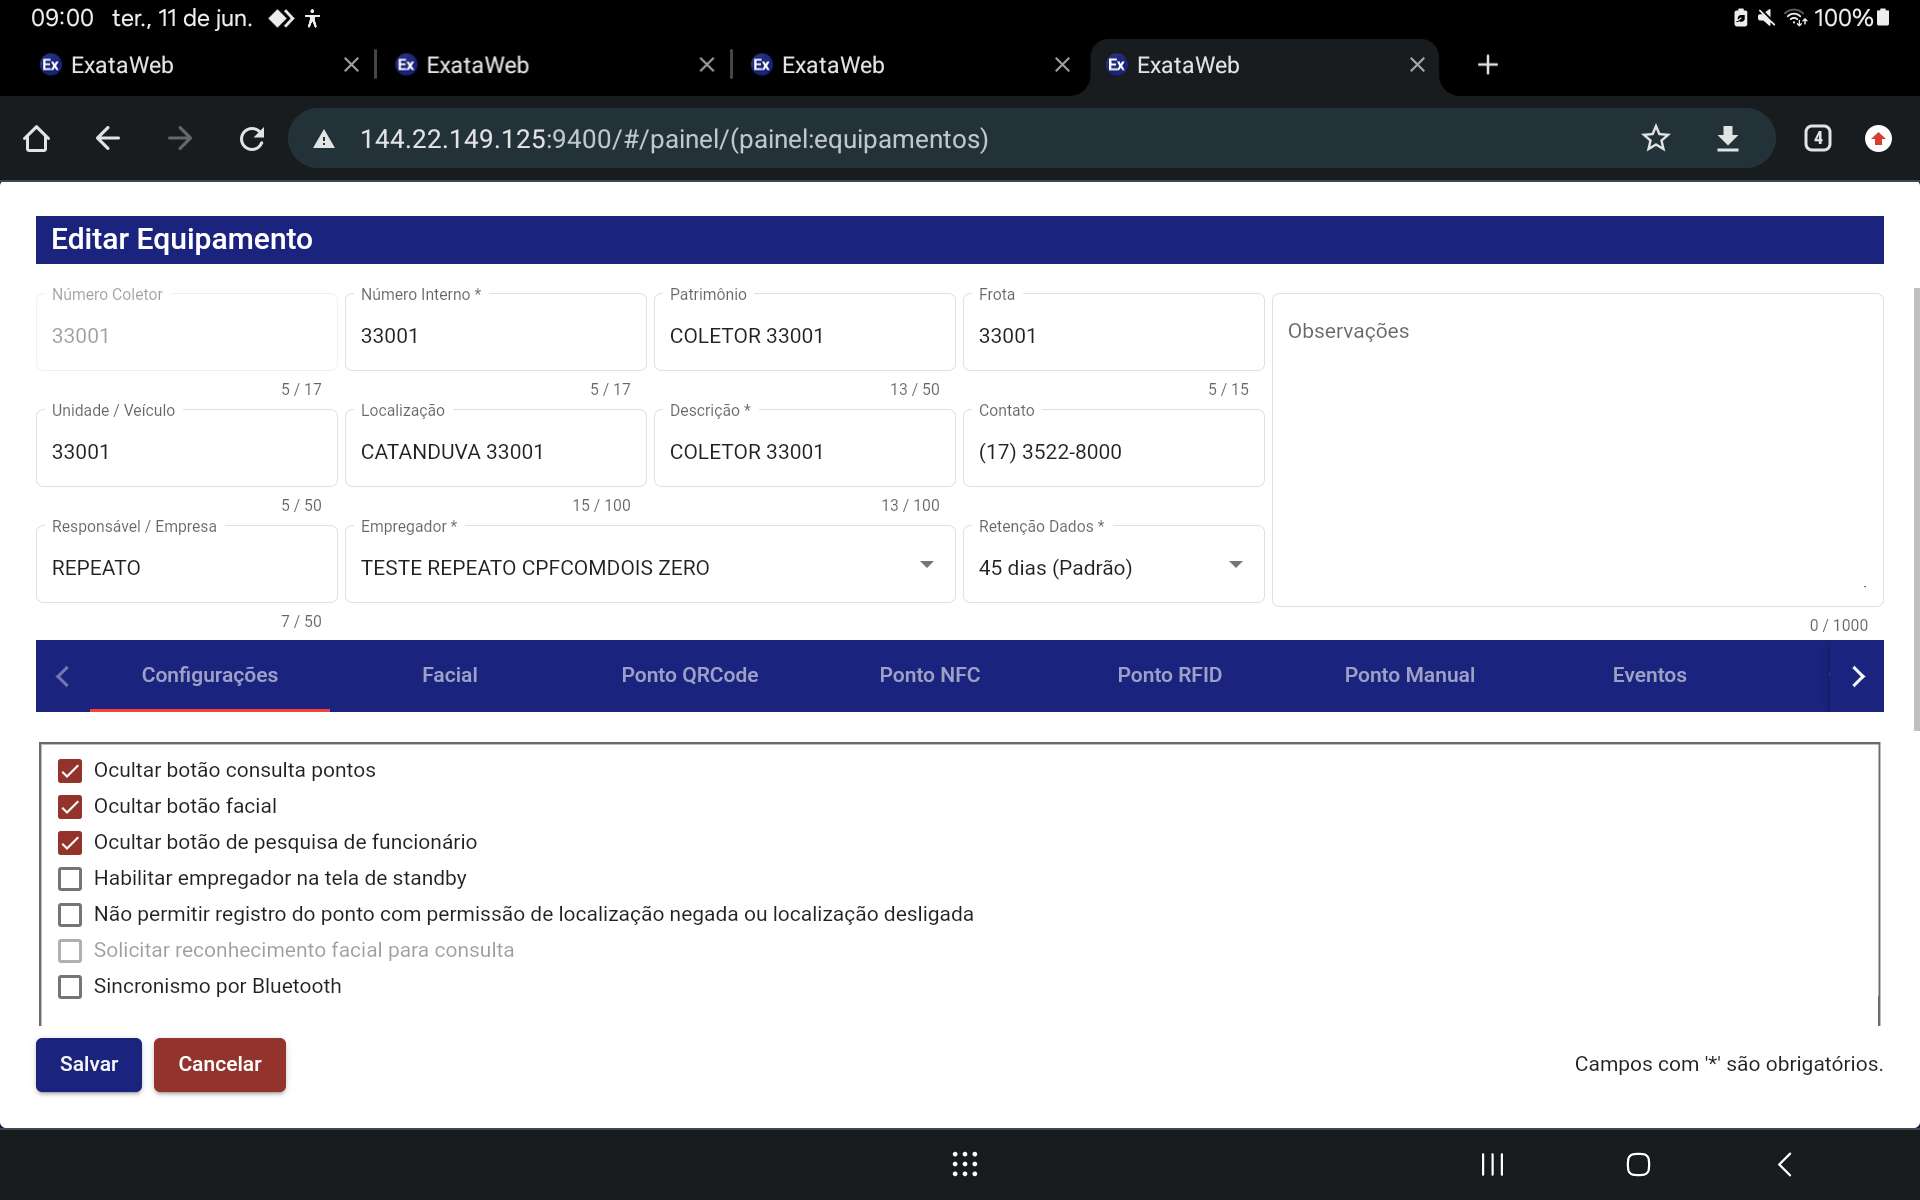 09:00 ter., 11 de jun. 100%
Ex ExataWeb Ex ExataWeb Ex ExataWeb Ex ExataWeb
144.22.149.125:9400/#/painel/(painel:equipamentos) 4
Editar Equipamento
Número Coletor Número Interno * Patrimônio Frota
33001 33001 COLETOR 33001 33001 Observações
5 / 17 5 / 17 13 / 50 5 / 15
Unidade / Veículo Localização Descrição * Contato
33001 CATANDUVA 33001 COLETOR 33001 (17) 3522-8000
5 / 50 15 / 100 13 / 100
Responsável / Empresa Empregador * Retenção Dados *
REPEATO TESTE REPEATO CPFCOMDOIS ZERO 45 dias (Padrão)
7 / 50 0 / 1000
Configurações Facial Ponto QRCode Ponto NFC Ponto RFID Ponto Manual Eventos
Ocultar botão consulta pontos
Ocultar botão facial
Ocultar botão de pesquisa de funcionário
Habilitar empregador na tela de standby
Não permitir registro do ponto com permissão de localização negada ou localização desligada
Solicitar reconhecimento facial para consulta
Sincronismo por Bluetooth
Salvar Cancelar Campos com '*' são obrigatórios.